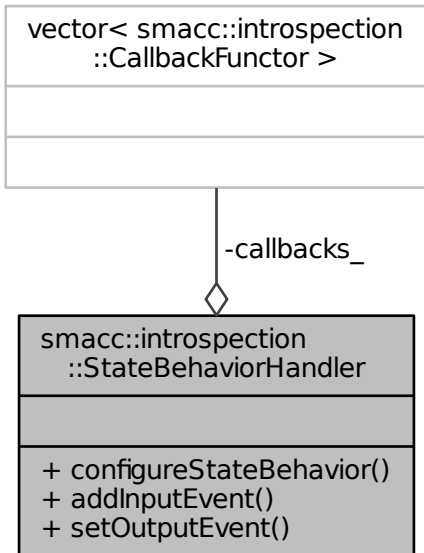 vector< smacc::introspection
::CallbackFunctor >
-callbacks_
smacc::introspection
::StateBehaviorHandler
+ configureStateBehavior()
+ addInputEvent()
+ setOutputEvent()